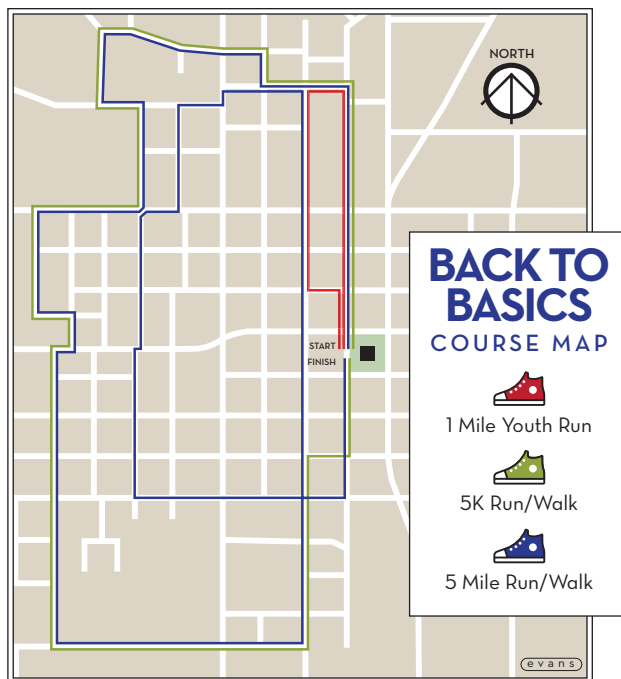 NORTH
BACK TO
BASICS
COURSE MAP
START
FINISH
1 Mile Youth Run
5K Run/Walk
5 Mile Run/Walk
evans